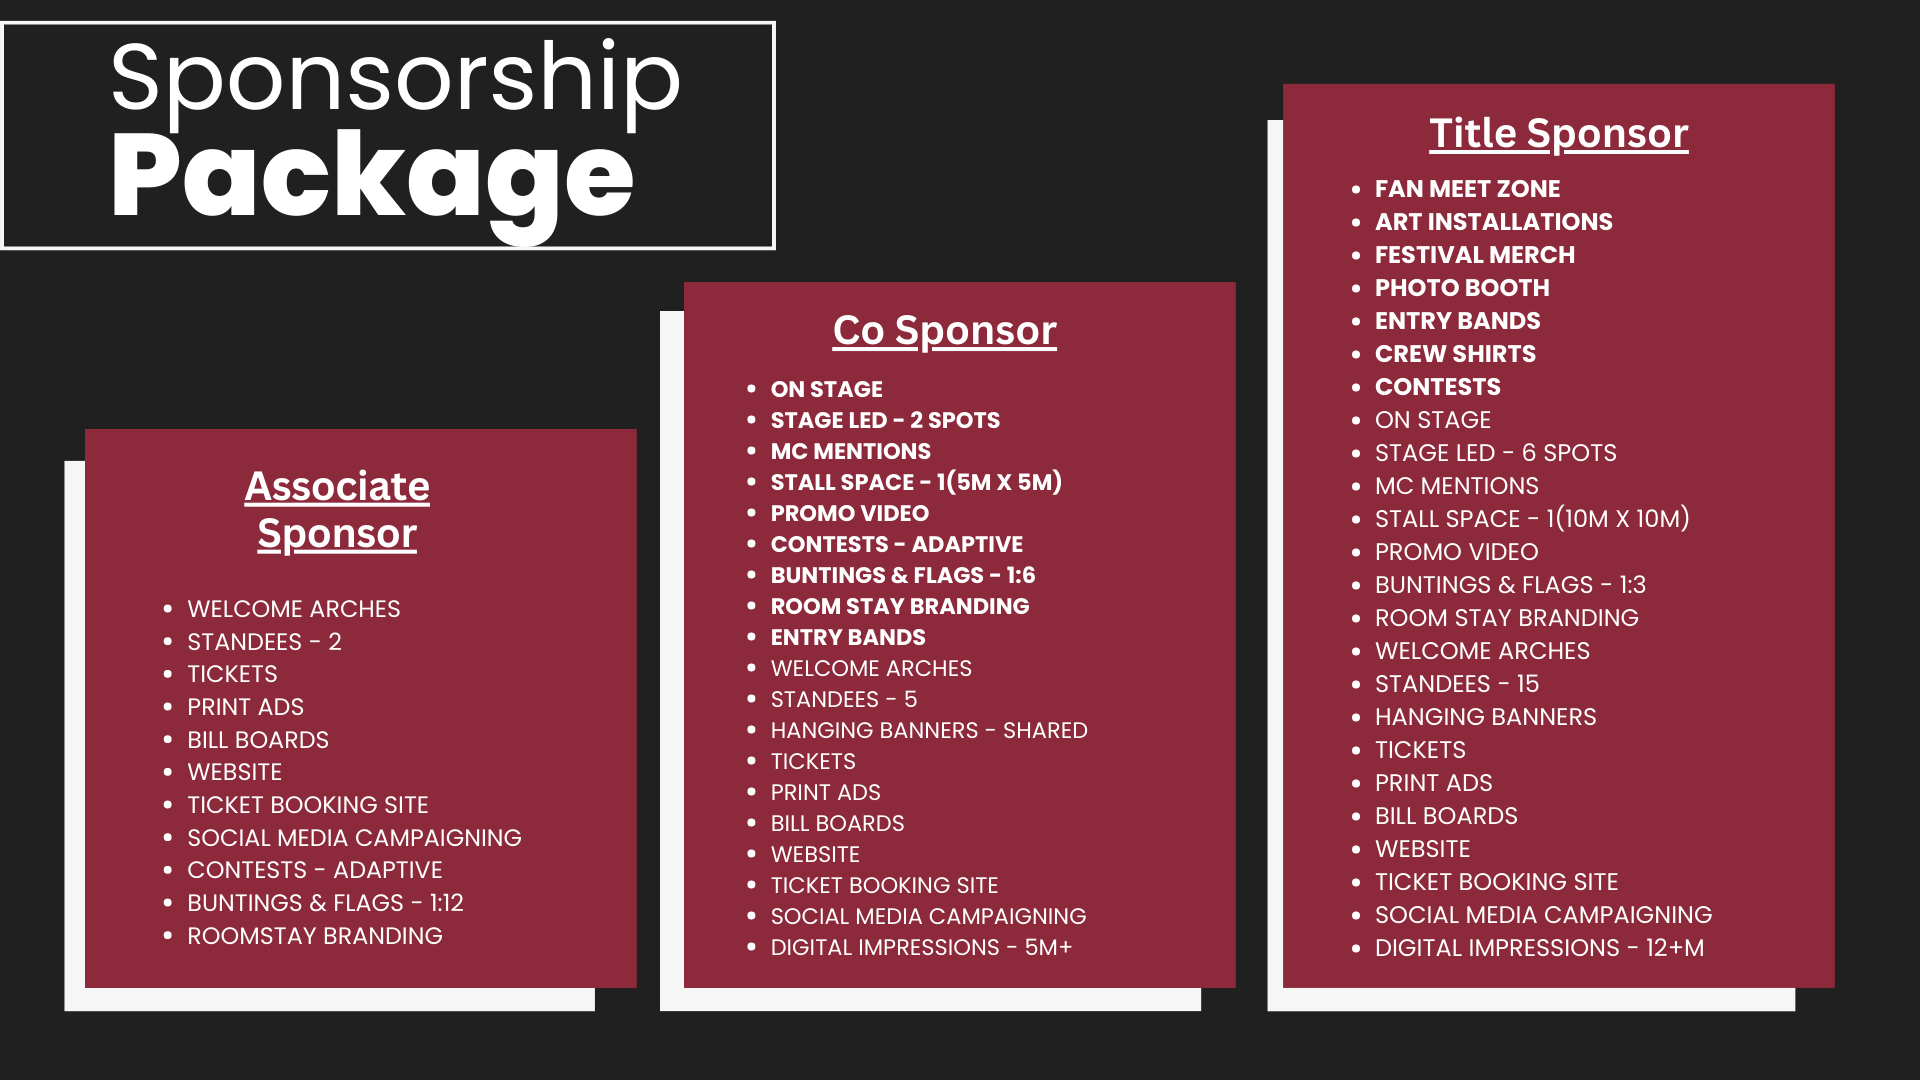 Sponsorship
Package
Associate
Sponsor
• WELCOME ARCHES
• STANDEES - 2
• TICKETS
• PRINT ADS
• BILL BOARDS
• WEBSITE
• TICKET BOOKING SITE
• SOCIAL MEDIA CAMPAIGNING
• CONTESTS - ADAPTIVE
• BUNTINGS & FLAGS - 1:12
• ROOMSTAY BRANDING
Co Sponsor
• ON STAGE
• STAGE LED - 2 SPOTS
• MC MENTIONS
• STALL SPACE - 1(5M X 5M)
• PROMO VIDEO
• CONTESTS - ADAPTIVE
• BUNTINGS & FLAGS - 1:6
• ROOM STAY BRANDING
• ENTRY BANDS
• WELCOME ARCHES
• STANDEES - 5
• HANGING BANNERS - SHARED
• TICKETS
• PRINT ADS
• BILL BOARDS
• WEBSITE
• TICKET BOOKING SITE
• SOCIAL MEDIA CAMPAIGNING
• DIGITAL IMPRESSIONS - 5M+
Title Sponsor
• FAN MEET ZONE
• ART INSTALLATIONS
• FESTIVAL MERCH
• PHOTO BOOTH
• ENTRY BANDS
• CREW SHIRTS
• CONTESTS
• ON STAGE
• STAGE LED - 6 SPOTS
• MC MENTIONS
• STALL SPACE - 1(10M X 10M)
• PROMO VIDEO
• BUNTINGS & FLAGS - 1:3
• ROOM STAY BRANDING
• WELCOME ARCHES
• STANDEES - 15
• HANGING BANNERS
• TICKETS
• PRINT ADS
• BILL BOARDS
• WEBSITE
• TICKET BOOKING SITE
• SOCIAL MEDIA CAMPAIGNING
• DIGITAL IMPRESSIONS - 12+M